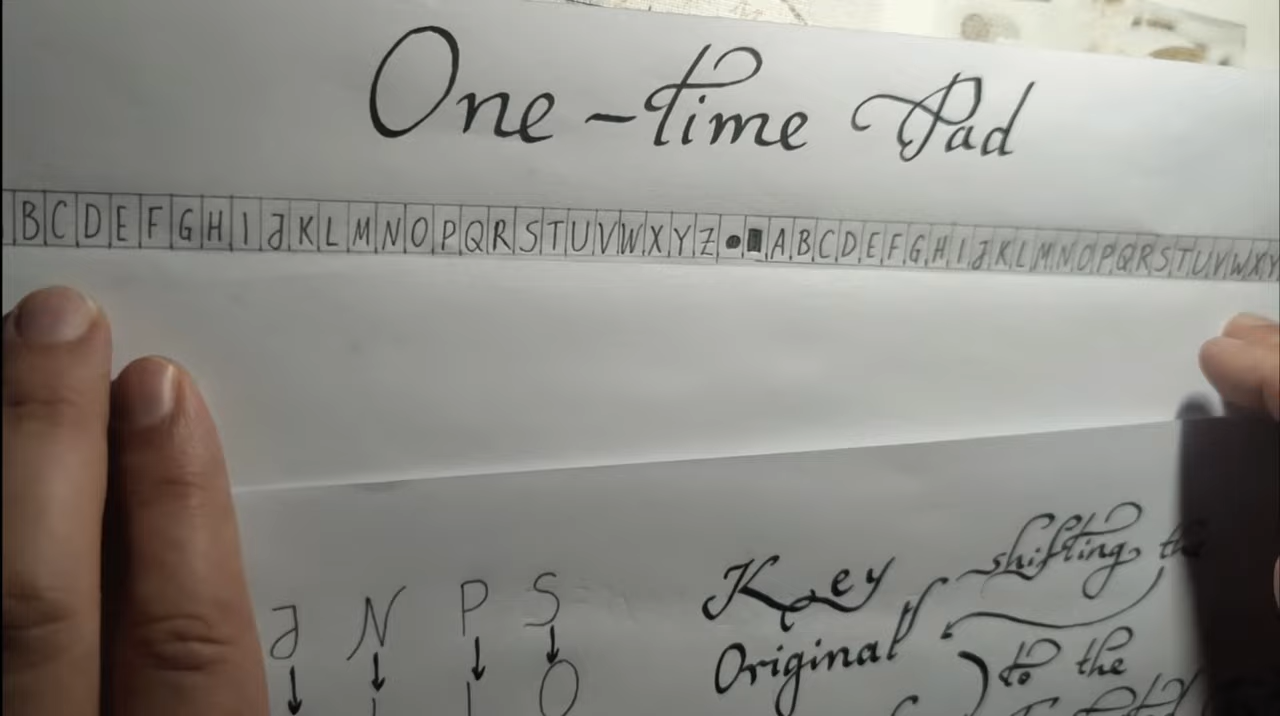 One-time Pad
BCDEFGHIJKLMNOPQRSTUVWXYZ●■ABCDEFGHIJKLMNOPQRSTUVWXY
J N P S
Key shifting the
Original to the
O